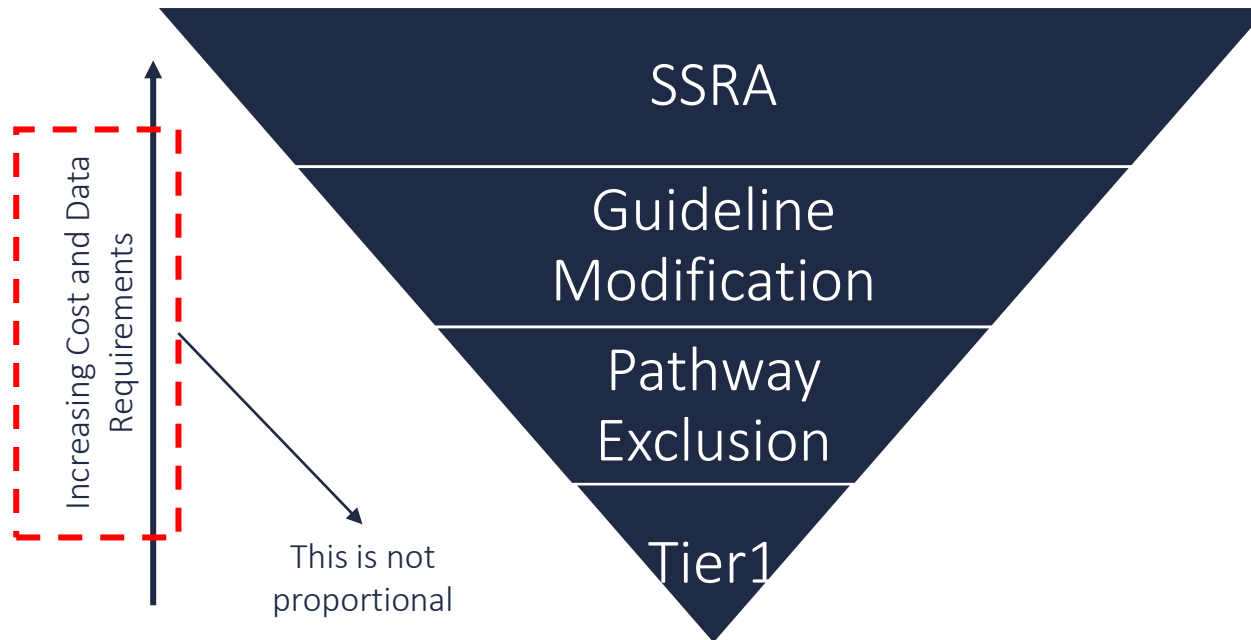 SSRA
Guideline
Modification
Pathway
Exclusion
Tier1
Increasing Cost and Data
Requirements
This is not
proportional